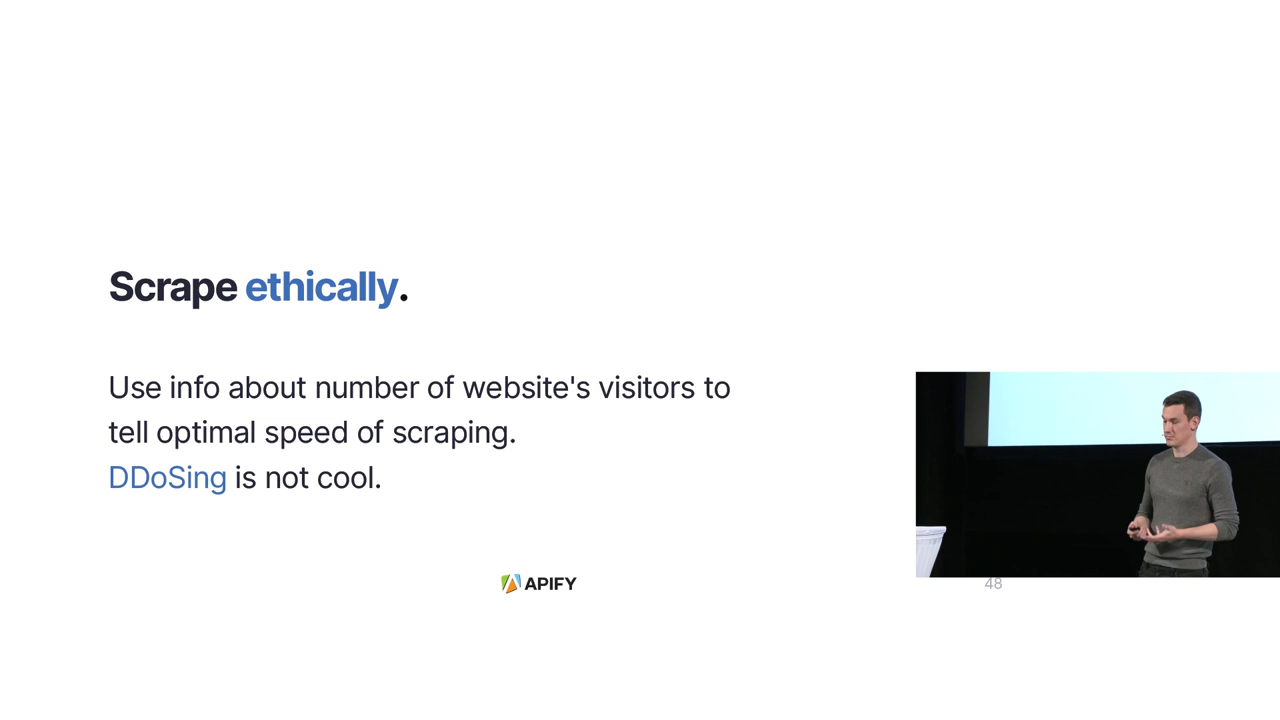 Scrape ethically.
Use info about number of website's visitors to
tell optimal speed of scraping.
DDoSing is not cool.
APIFY
48